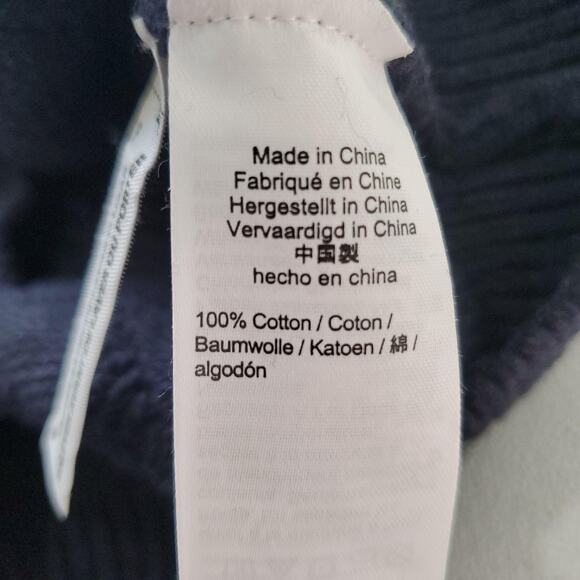 Made in China
Fabriqué en Chine
Hergestellt in China
Vervaardigd in China
中国製
hecho en china
100% Cotton / Coton /
Baumwolle / Katoen / 綿 /
algodón